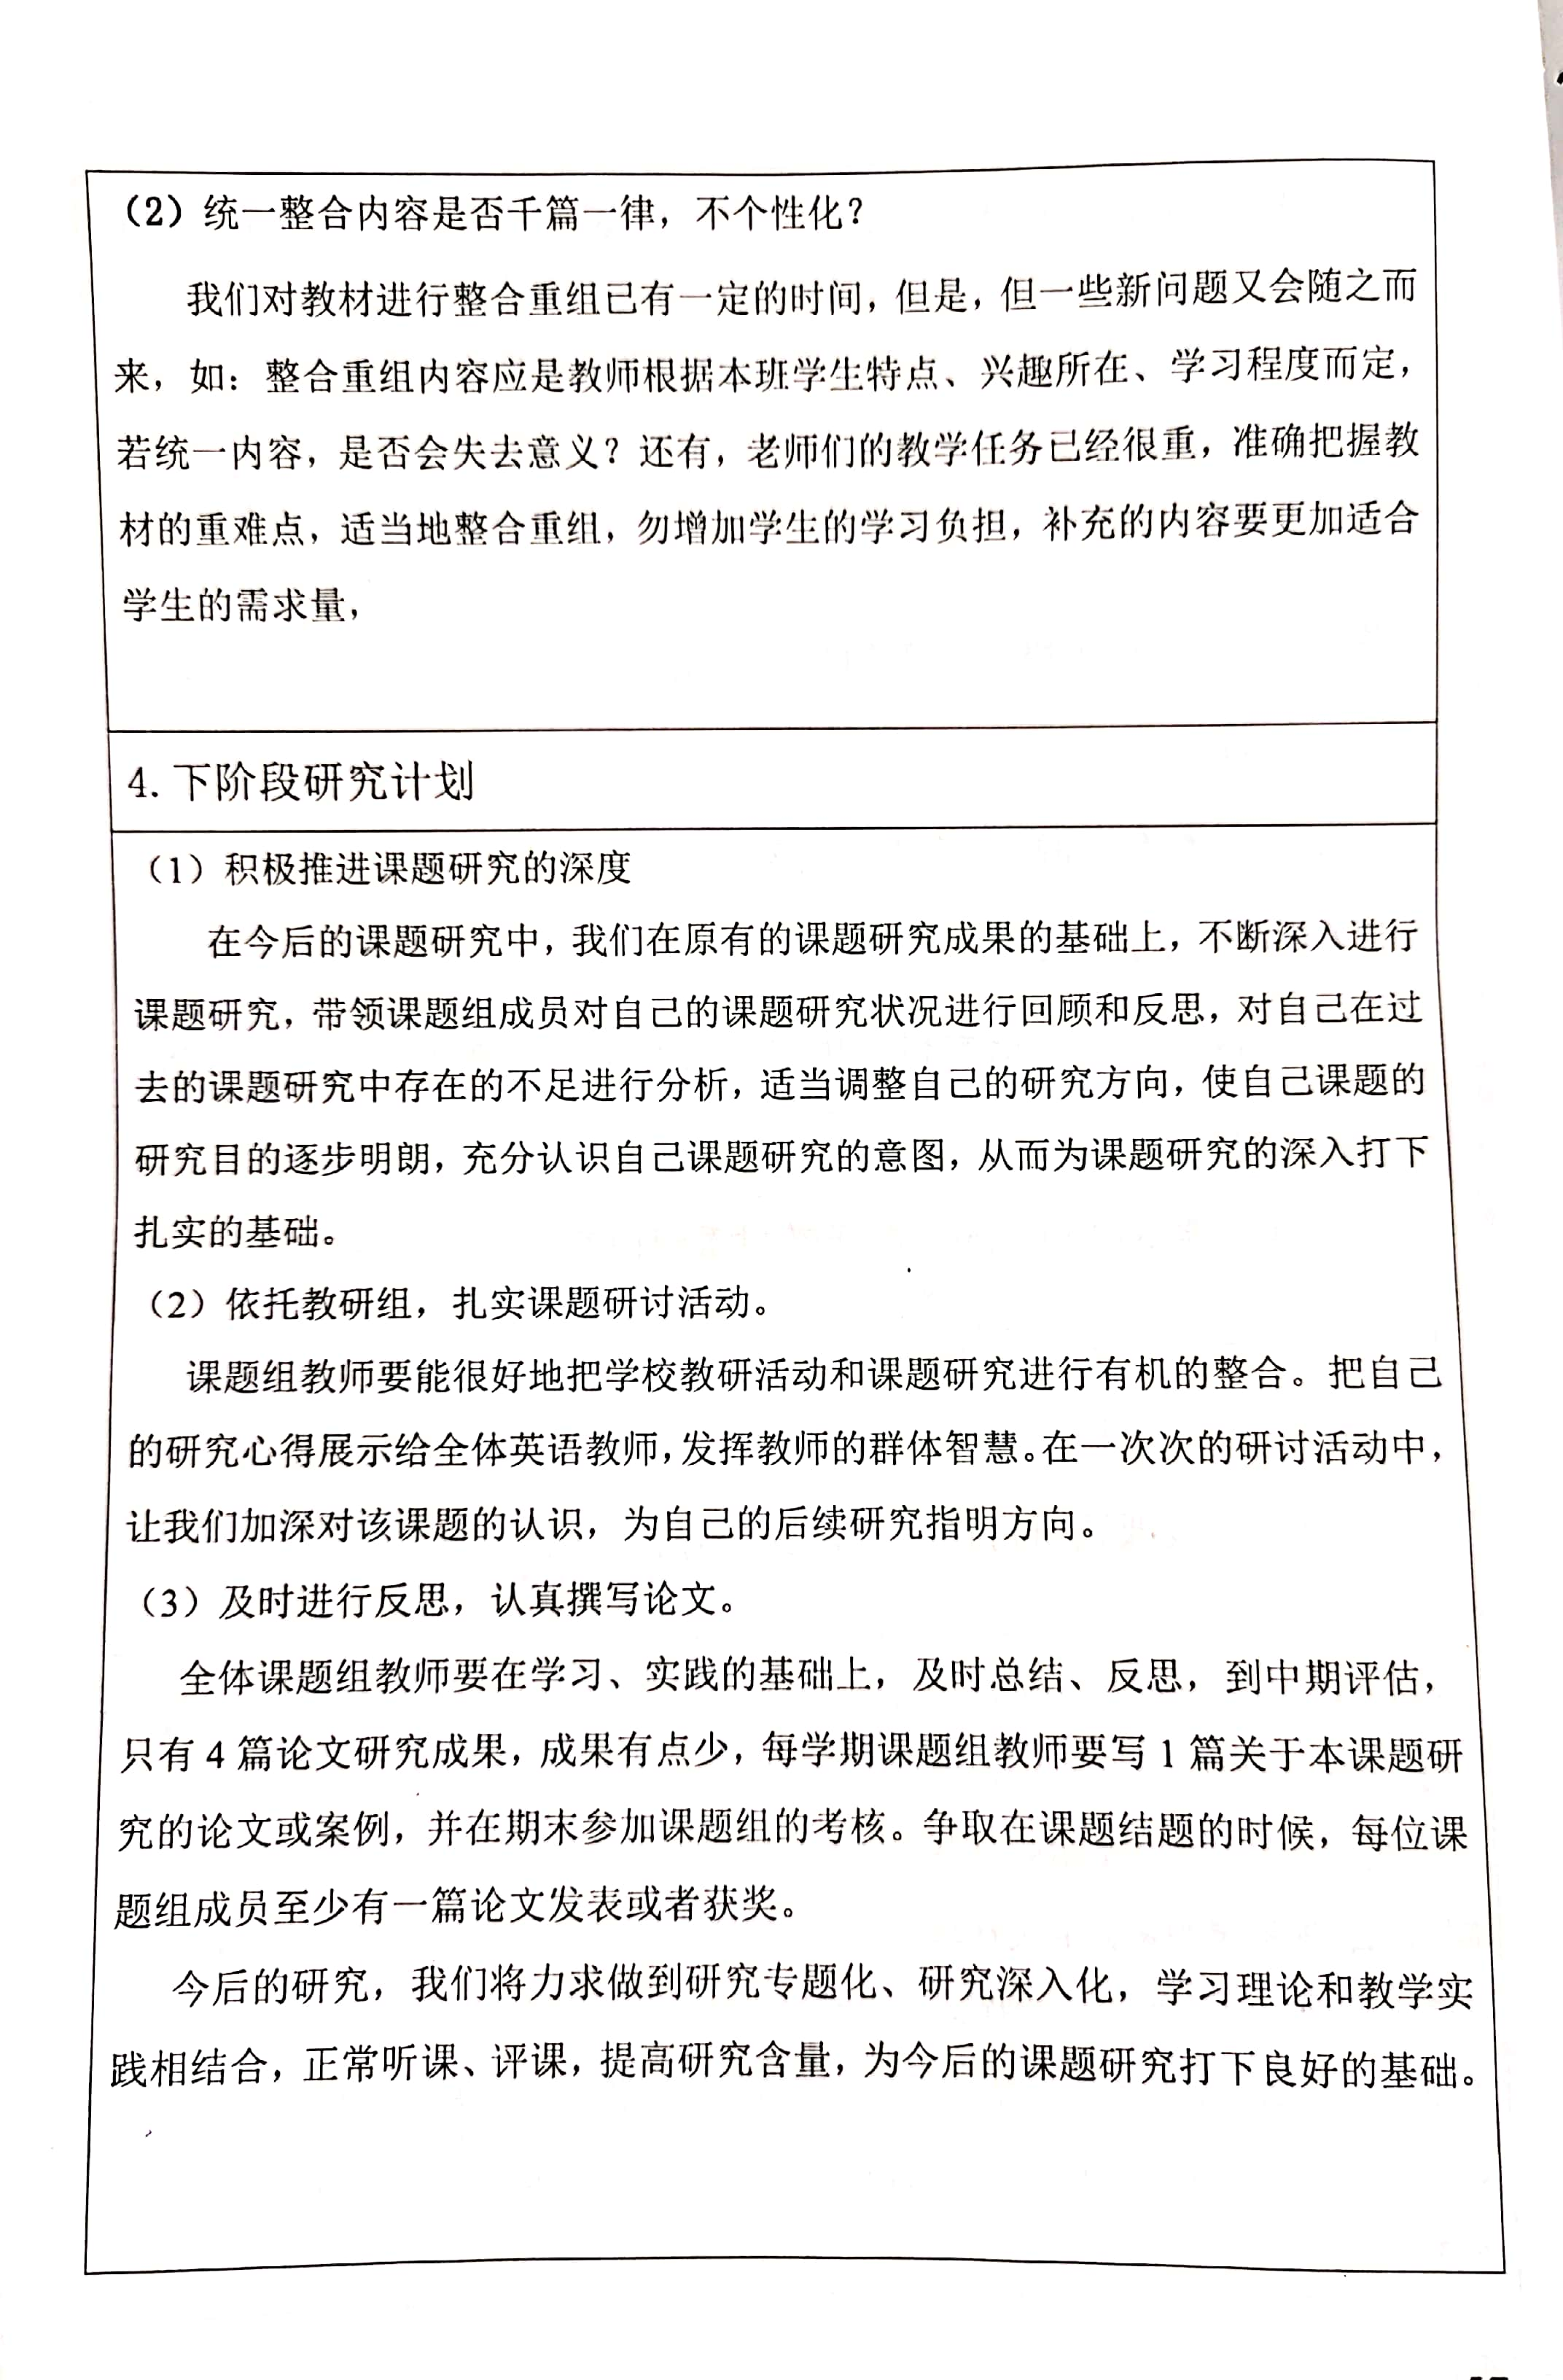 （2）统一整合内容是否千篇一律，不个性化？
我们对教材进行整合重组已有一定的时间，但是，但一些新问题又会随之而
来，如：整合重组内容应是教师根据本班学生特点、兴趣所在、学习程度而定，
若统一内容，是否会失去意义？还有，老师们的教学任务已经很重，准确把握教
材的重难点，适当地整合重组，勿增加学生的学习负担，补充的内容要更加适合
学生的需求量，
4. 下阶段研究计划
（1）积极推进课题研究的深度
在今后的课题研究中，我们在原有的课题研究成果的基础上，不断深入进行
课题研究，带领课题组成员对自己的课题研究状况进行回顾和反思，对自己在过
去的课题研究中存在的不足进行分析，适当调整自己的研究方向，使自己课题的
研究目的逐步明朗，充分认识自己课题研究的意图，从而为课题研究的深入打下
扎实的基础。
（2）依托教研组，扎实课题研讨活动。
课题组教师要能很好地把学校教研活动和课题研究进行有机的整合。把自己
的研究心得展示给全体英语教师，发挥教师的群体智慧。在一次次的研讨活动中，
让我们加深对该课题的认识，为自己的后续研究指明方向。
（3）及时进行反思，认真撰写论文。
全体课题组教师要在学习、实践的基础上，及时总结、反思，到中期评估，
只有 4 篇论文研究成果，成果有点少，每学期课题组教师要写 1 篇关于本课题研
究的论文或案例，并在期末参加课题组的考核。争取在课题结题的时候，每位课
题组成员至少有一篇论文发表或者获奖。
今后的研究，我们将力求做到研究专题化、研究深入化，学习理论和教学实
践相结合，正常听课、评课，提高研究含量，为今后的课题研究打下良好的基础。